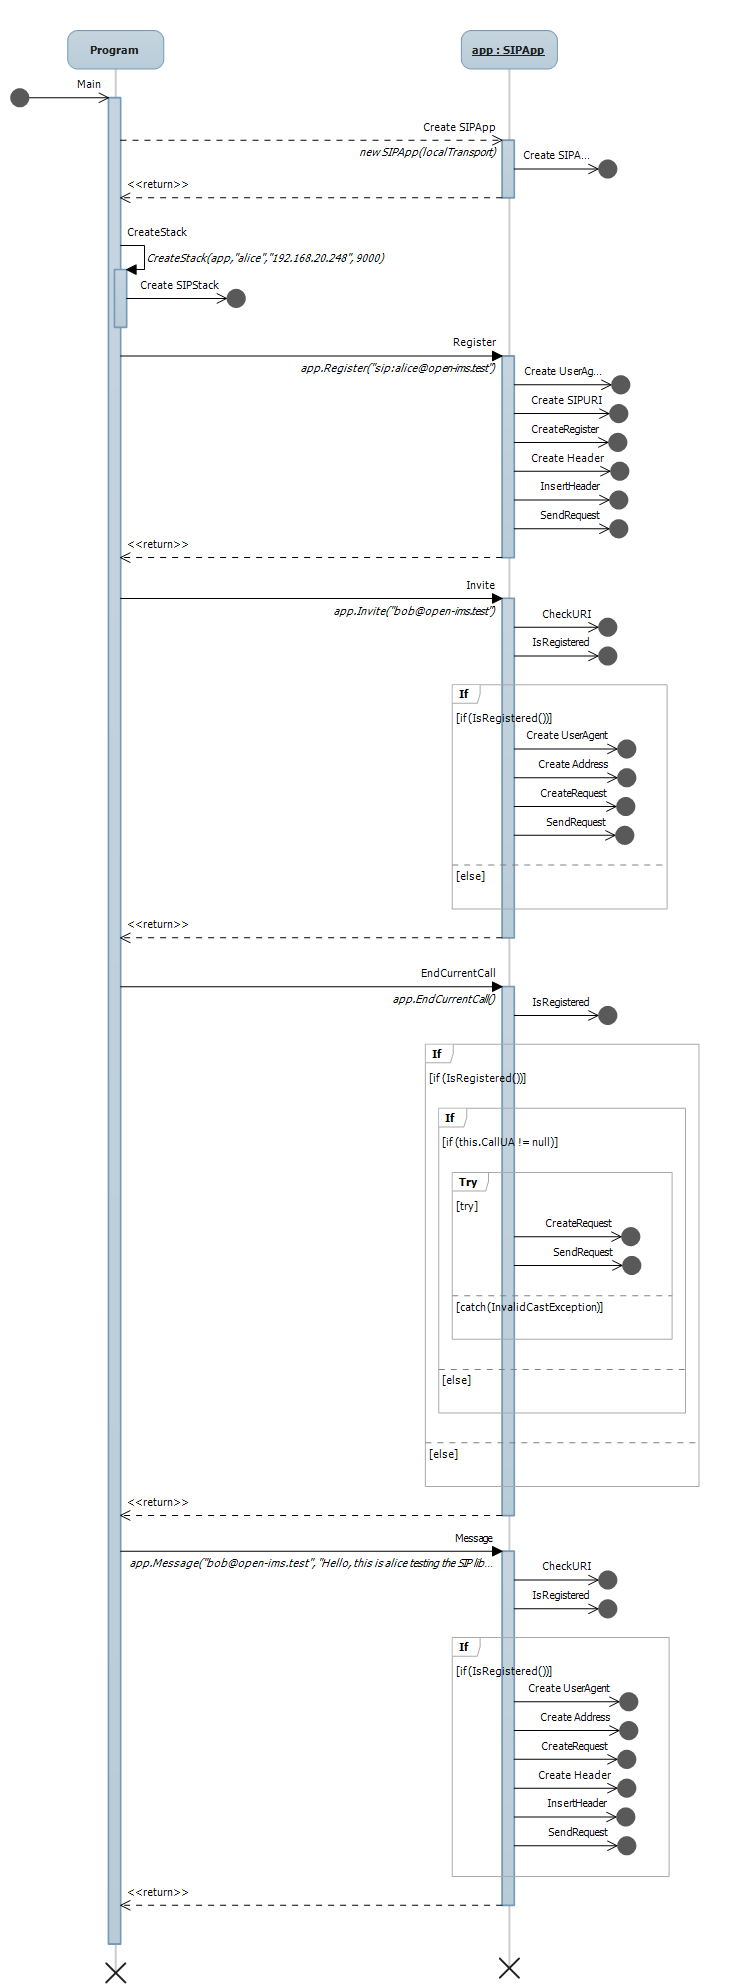 Program
app : SIPApp
Main
Create SIPApp
new SIPApp(localTransport)
Create SIPA...
<<return>>
CreateStack
CreateStack(app,"alice","192.168.20.248", 9000)
Create SIPStack
Register
app.Register("sip:alice@open-ims.test")
Create UserAg...
Create SIPURI
CreateRegister
Create Header
InsertHeader
SendRequest
<<return>>
Invite
app.Invite("bob@open-ims.test")
CheckURI
IsRegistered
If
[if (IsRegistered())]
Create UserAgent
Create Address
CreateRequest
SendRequest
[else]
<<return>>
EndCurrentCall
app.EndCurrentCall()
IsRegistered
If
[if (IsRegistered())]
If
[if (this.CallUA != null)]
Try
[try]
CreateRequest
SendRequest
[catch (InvalidCastException)]
[else]
[else]
<<return>>
Message
app.Message("bob@open-ims.test", "Hello, this is alice testing the SIP lib...
CheckURI
IsRegistered
If
[if (IsRegistered())]
Create UserAgent
Create Address
CreateRequest
Create Header
InsertHeader
SendRequest
<<return>>